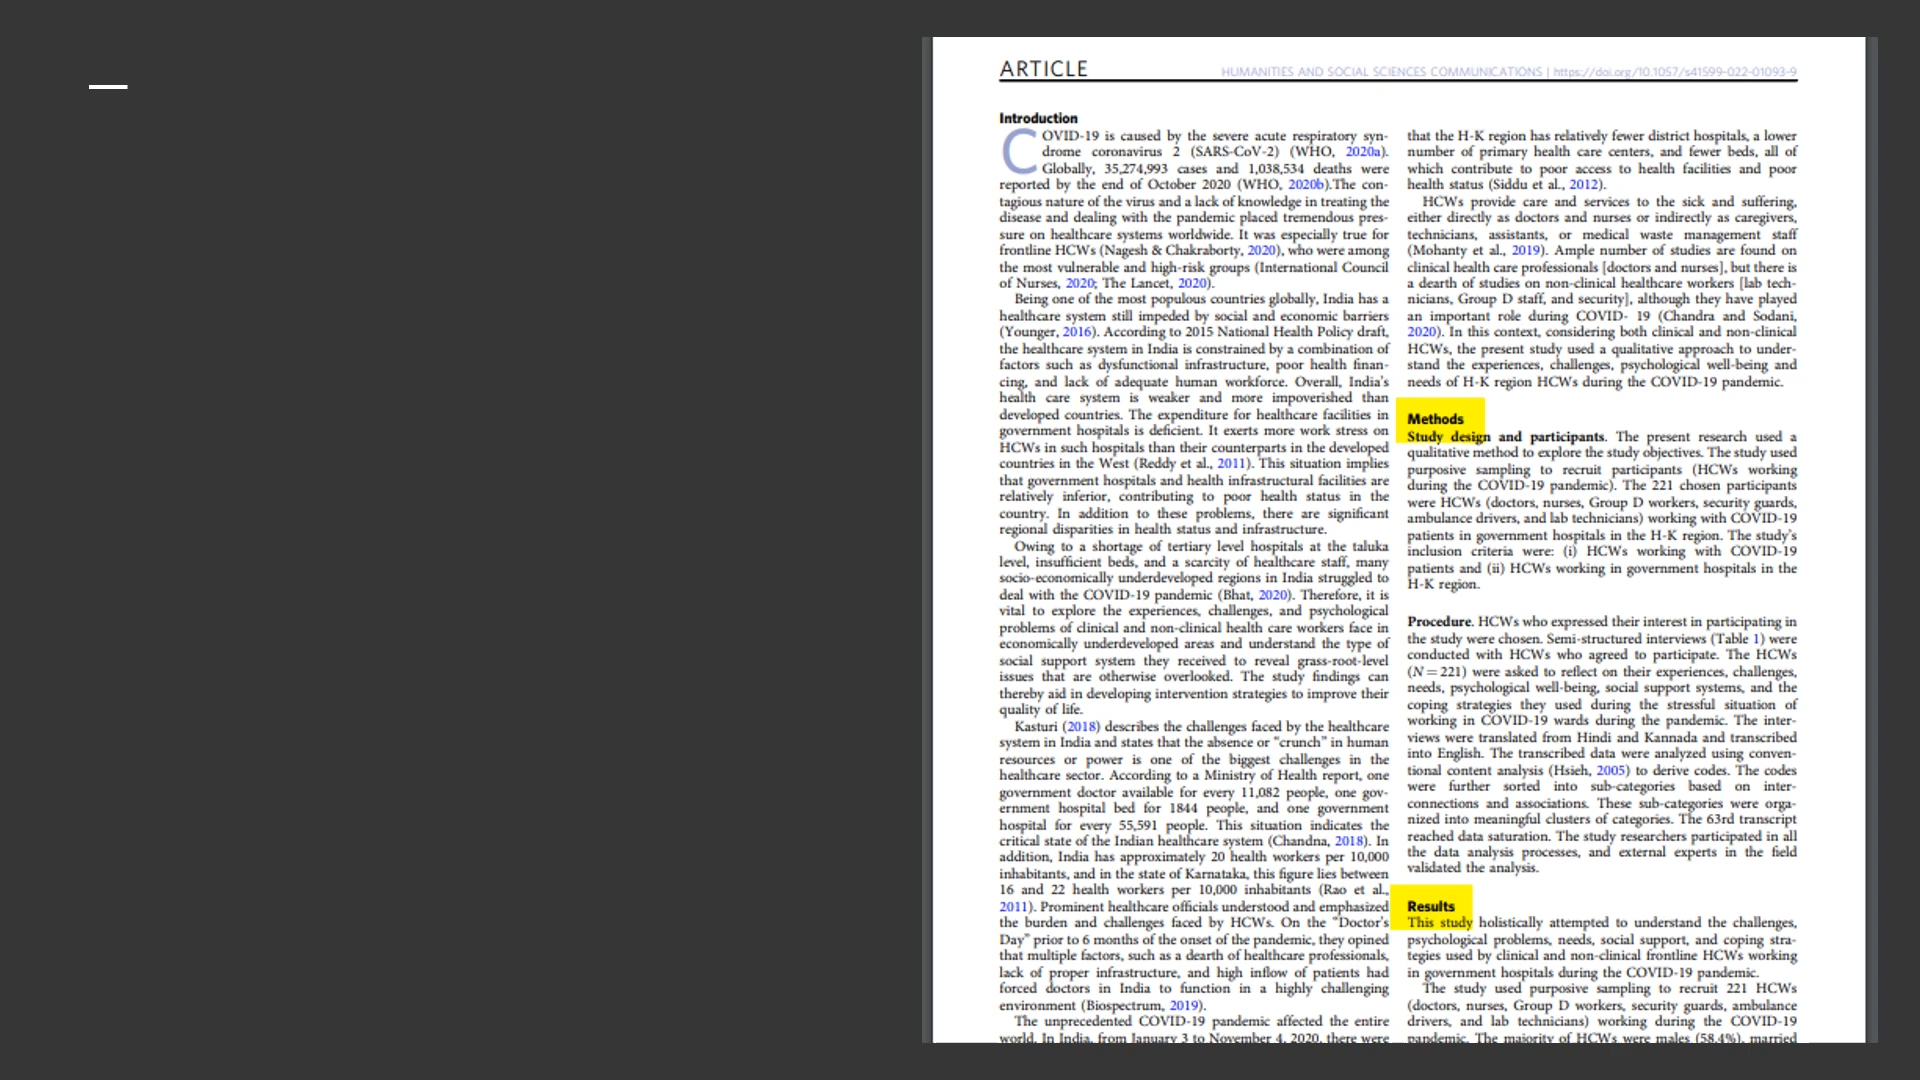 ARTICLE
HUMANITIES AND SOCIAL SCIENCES COMMUNICATIONS | https://doi.org/10.1057/s41599-022-01093-9
Introduction
COVID-19 is caused by the severe acute respiratory syn-
drome coronavirus 2 (SARS-CoV-2) (WHO, 2020a).
Globally, 35,274,993 cases and 1,038,534 deaths were
reported by the end of October 2020 (WHO, 2020b).The con-
tagious nature of the virus and a lack of knowledge in treating the
disease and dealing with the pandemic placed tremendous pres-
sure on healthcare systems worldwide. It was especially true for
frontline HCWs (Nagesh & Chakraborty, 2020), who were among
the most vulnerable and high-risk groups (International Council
of Nurses, 2020; The Lancet, 2020).
Being one of the most populous countries globally, India has a
healthcare system still impeded by social and economic barriers
(Younger, 2016). According to 2015 National Health Policy draft,
the healthcare system in India is constrained by a combination of
factors such as dysfunctional infrastructure, poor health finan-
cing, and lack of adequate human workforce. Overall, India's
health care system is weaker and more impoverished than
developed countries. The expenditure for healthcare facilities in
government hospitals is deficient. It exerts more work stress on
HCWs in such hospitals than their counterparts in the developed
countries in the West (Reddy et al., 2011). This situation implies
that government hospitals and health infrastructural facilities are
relatively inferior, contributing to poor health status in the
country. In addition to these problems, there are significant
regional disparities in health status and infrastructure.
Owing to a shortage of tertiary level hospitals at the taluka
level, insufficient beds, and a scarcity of healthcare staff, many
socio-economically underdeveloped regions in India struggled to
deal with the COVID-19 pandemic (Bhat, 2020). Therefore, it is
vital to explore the experiences, challenges, and psychological
problems of clinical and non-clinical health care workers face in
economically underdeveloped areas and understand the type of
social support system they received to reveal grass-root-level
issues that are otherwise overlooked. The study findings can
thereby aid in developing intervention strategies to improve their
quality of life.
Kasturi (2018) describes the challenges faced by the healthcare
system in India and states that the absence or "crunch" in human
resources or power is one of the biggest challenges in the
healthcare sector. According to a Ministry of Health report, one
government doctor available for every 11,082 people, one gov-
ernment hospital bed for 1844 people, and one government
hospital for every 55,591 people. This situation indicates the
critical state of the Indian healthcare system (Chandna, 2018). In
addition, India has approximately 20 health workers per 10,000
inhabitants, and in the state of Karnataka, this figure lies between
16 and 22 health workers per 10,000 inhabitants (Rao et al.,
2011). Prominent healthcare officials understood and emphasized
the burden and challenges faced by HCWs. On the "Doctor's
Day" prior to 6 months of the onset of the pandemic, they opined
that multiple factors, such as a dearth of healthcare professionals,
lack of proper infrastructure, and high inflow of patients had
forced doctors in India to function in a highly challenging
environment (Biospectrum, 2019).
The unprecedented COVID-19 pandemic affected the entire
world. In India, from January 3 to November 4, 2020, there were
that the H-K region has relatively fewer district hospitals, a lower
number of primary health care centers, and fewer beds, all of
which contribute to poor access to health facilities and poor
health status (Siddu et al., 2012).
HCWs provide care and services to the sick and suffering,
either directly as doctors and nurses or indirectly as caregivers,
technicians, assistants, or medical waste management staff
(Mohanty et al., 2019). Ample number of studies are found on
clinical health care professionals [doctors and nurses], but there is
a dearth of studies on non-clinical healthcare workers [lab tech-
nicians, Group D staff, and security], although they have played
an important role during COVID- 19 (Chandra and Sodani,
2020). In this context, considering both clinical and non-clinical
HCWs, the present study used a qualitative approach to under-
stand the experiences, challenges, psychological well-being and
needs of H-K region HCWs during the COVID-19 pandemic.
Methods
Study design and participants. The present research used a
qualitative method to explore the study objectives. The study used
purposive sampling to recruit participants (HCWs working
during the COVID-19 pandemic). The 221 chosen participants
were HCWs (doctors, nurses, Group D workers, security guards,
ambulance drivers, and lab technicians) working with COVID-19
patients in government hospitals in the H-K region. The study's
inclusion criteria were: (i) HCWs working with COVID-19
patients and (ii) HCWs working in government hospitals in the
H-K region.
Procedure. HCWs who expressed their interest in participating in
the study were chosen. Semi-structured interviews (Table 1) were
conducted with HCWs who agreed to participate. The HCWs
(N = 221) were asked to reflect on their experiences, challenges,
needs, psychological well-being, social support systems, and the
coping strategies they used during the stressful situation of
working in COVID-19 wards during the pandemic. The inter-
views were translated from Hindi and Kannada and transcribed
into English. The transcribed data were analyzed using conven-
tional content analysis (Hsieh, 2005) to derive codes. The codes
were further sorted into sub-categories based on inter-
connections and associations. These sub-categories were orga-
nized into meaningful clusters of categories. The 63rd transcript
reached data saturation. The study researchers participated in all
the data analysis processes, and external experts in the field
validated the analysis.
Results
This study holistically attempted to understand the challenges,
psychological problems, needs, social support, and coping stra-
tegies used by clinical and non-clinical frontline HCWs working
in government hospitals during the COVID-19 pandemic.
The study used purposive sampling to recruit 221 HCWs
(doctors, nurses, Group D workers, security guards, ambulance
drivers, and lab technicians) working during the COVID-19
pandemic. The majority of HCWs were males (58.4%), married